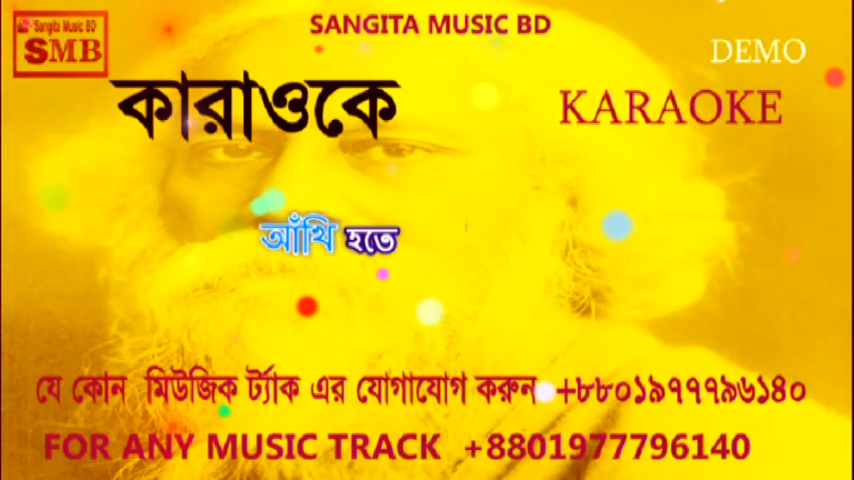 Sangita Music BD
SMB
SANGITA MUSIC BD
DEMO
কারাওকে
KARAOKE
আঁখি হতে
যে কোন মিউজিক ট্র্যাক এর যোগাযোগ করুন +৮৮০১৯৭৭৭৯৬১৪০
FOR ANY MUSIC TRACK +8801977796140